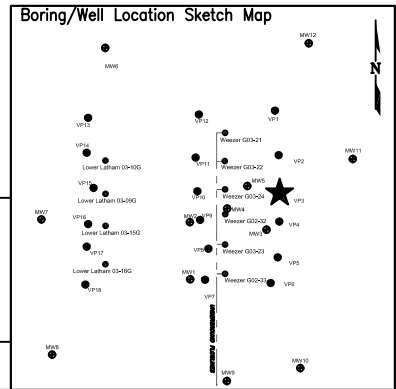 Boring/Well Location Sketch Map
MW12
MW6
N
VP1
VP12
VP13
Weezer G03-21
VP14
VP11
Weezer G03-22
VP2
MW11
Lower Latham 03-10G
VP15
VP10
Weezer G03-24
MW5
VP3
Lower Latham 03-09G
MW4
MW7
VP16
MW2
VP9
Weezer G02-32
VP4
Lower Latham 03-15G
MW3
VP17
VP8
Weezer G03-23
VP5
Lower Latham 03-16G
MW1
Weezer G02-33
VP18
VP7
VP6
UNDERGROUND FLOWLINES
MW8
MW10
MW9